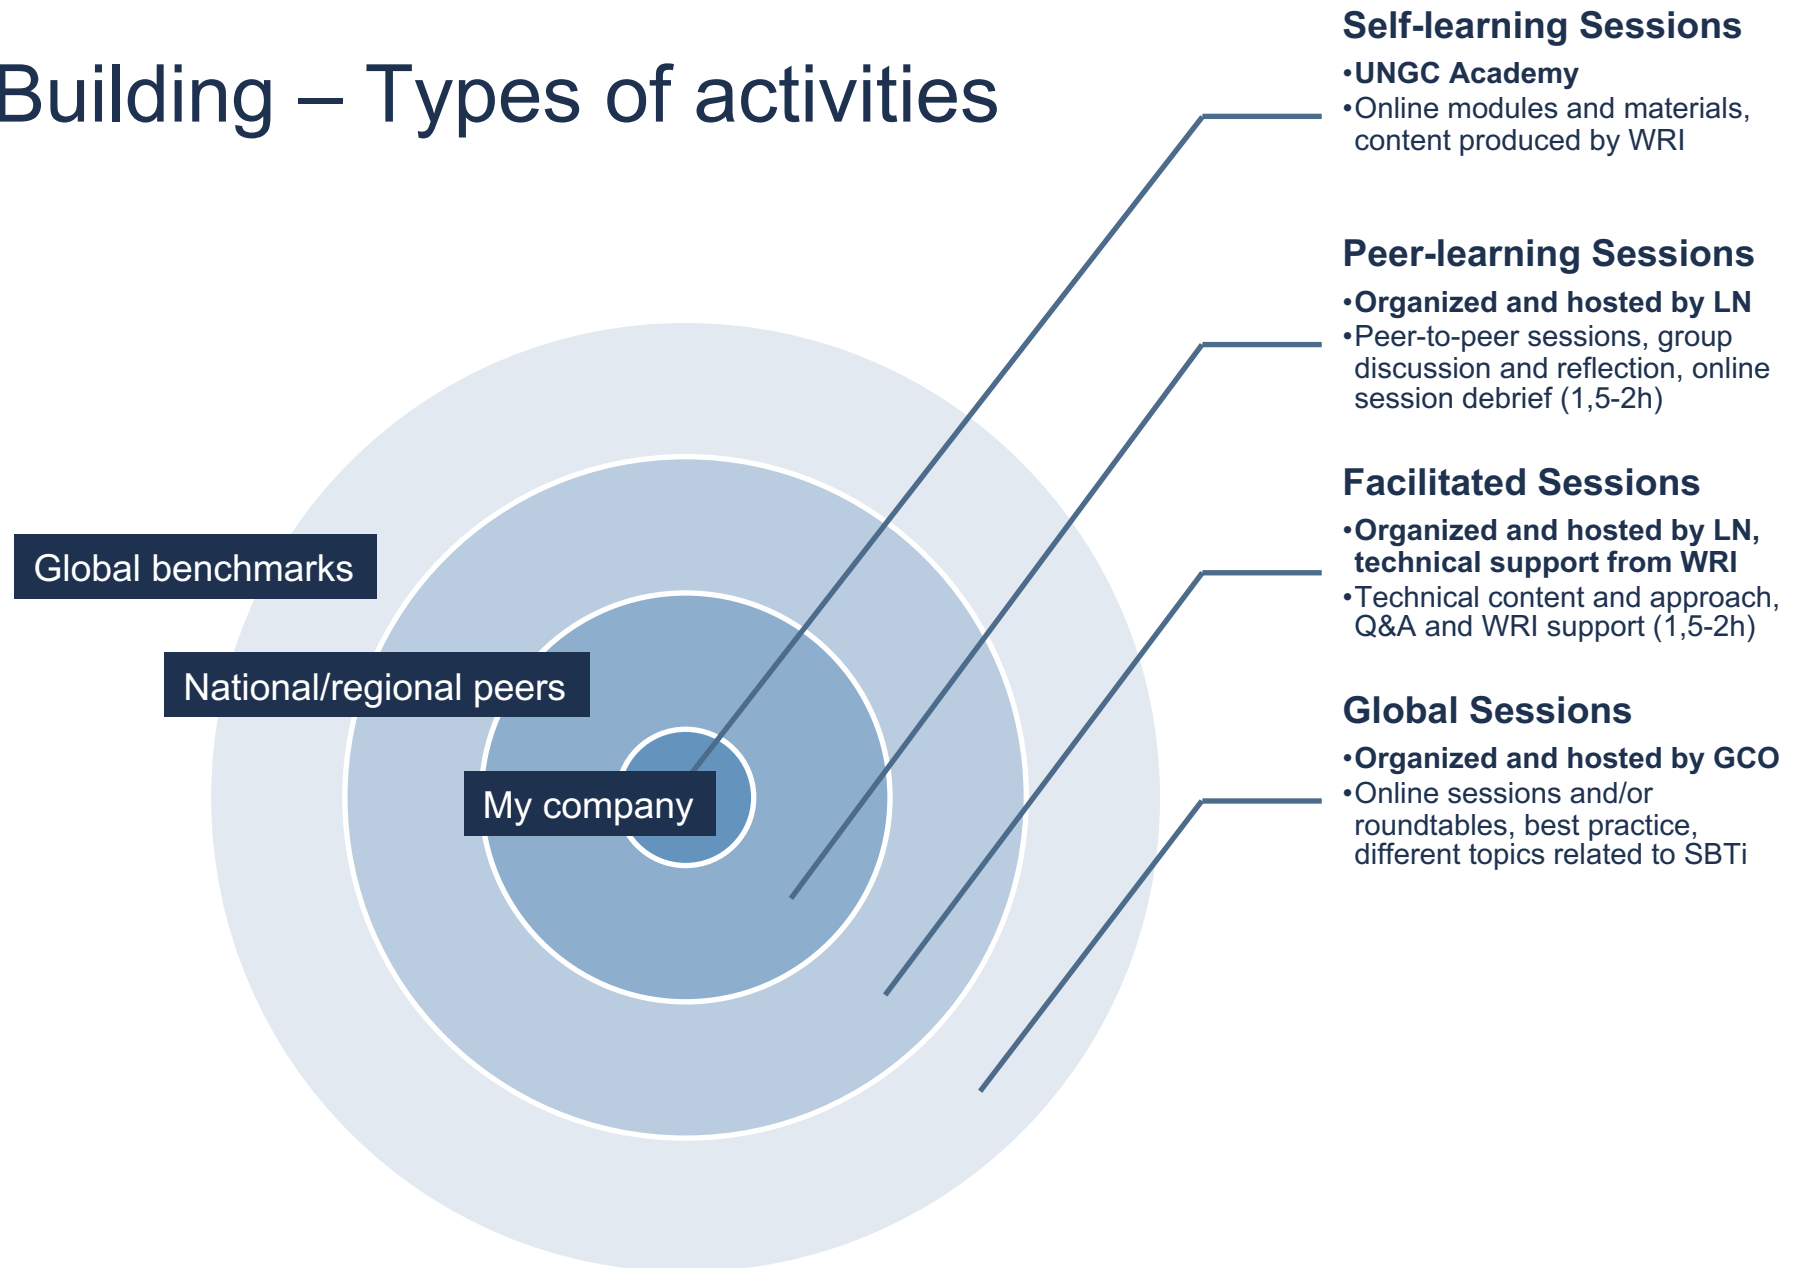 Building – Types of activities
Self-learning Sessions
•UNGC Academy
•Online modules and materials,
content produced by WRI
Peer-learning Sessions
•Organized and hosted by LN
•Peer-to-peer sessions, group
discussion and reflection, online
session debrief (1,5-2h)
Facilitated Sessions
•Organized and hosted by LN,
technical support from WRI
•Technical content and approach,
Q&A and WRI support (1,5-2h)
Global Sessions
•Organized and hosted by GCO
•Online sessions and/or
roundtables, best practice,
different topics related to SBTi
Global benchmarks
National/regional peers
My company